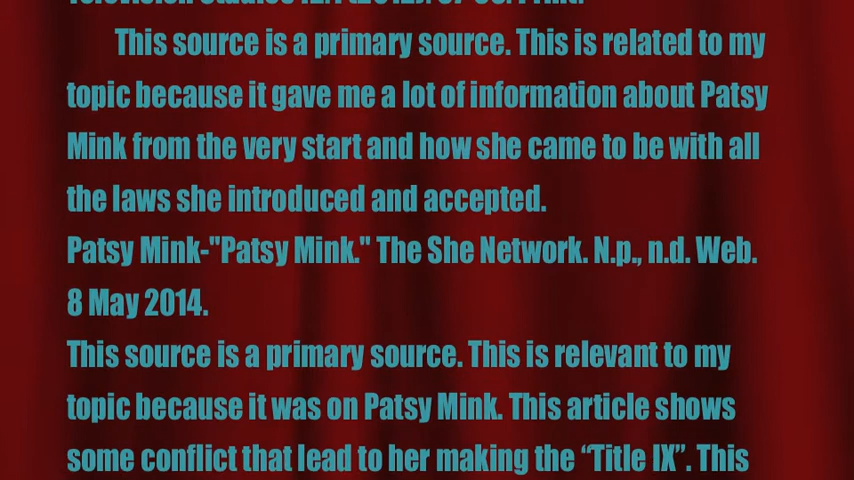 This source is a primary source. This is related to my
topic because it gave me a lot of information about Patsy
Mink from the very start and how she came to be with all
the laws she introduced and accepted.
Patsy Mink-"Patsy Mink." The She Network. N.p., n.d. Web.
8 May 2014.
This source is a primary source. This is relevant to my
topic because it was on Patsy Mink. This article shows
some conflict that lead to her making the “Title IX”. This